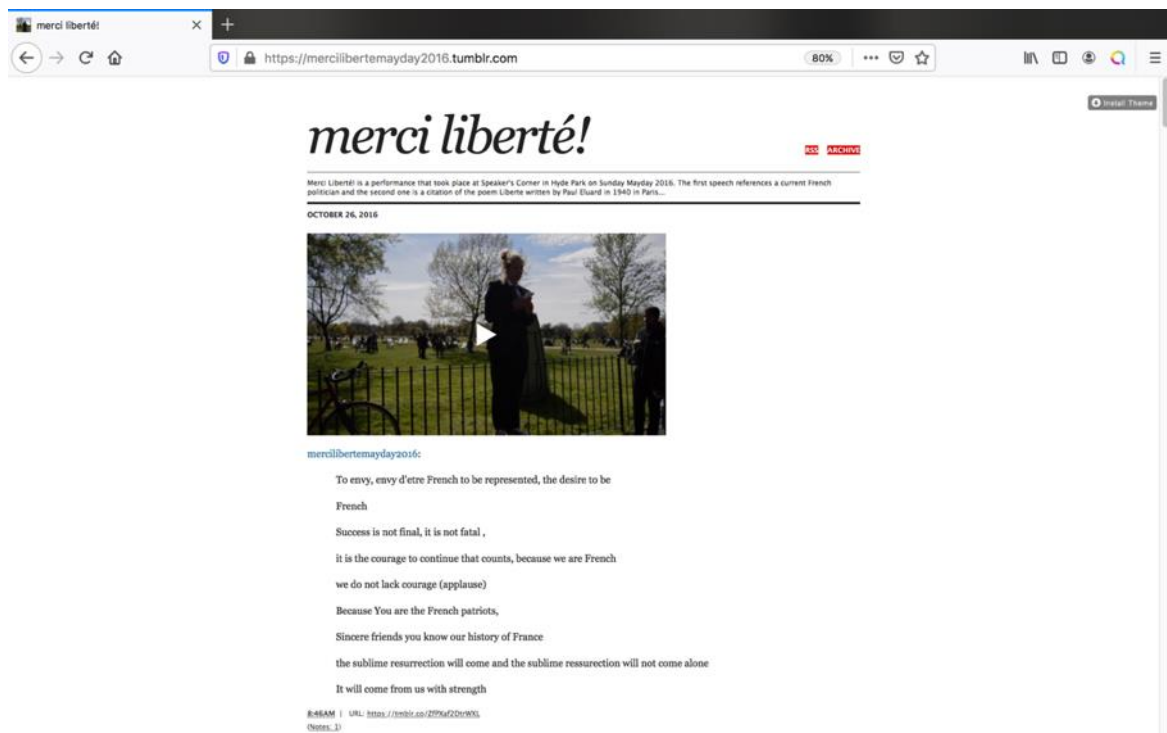 merci liberté!
https://mercilibertemayday2016.tumblr.com
80%
Install Theme
merci liberté!
RSS ARCHIVE
Merci Liberté! is a performance that took place at Speaker's Corner in Hyde Park on Sunday Mayday 2016. The first speech references a current French
politician and the second one is a citation of the poem Liberte written by Paul Eluard in 1940 in Paris...
OCTOBER 26, 2016
mercilibertemayday2016:
To envy, envy d'etre French to be represented, the desire to be
French
Success is not final, it is not fatal ,
it is the courage to continue that counts, because we are French
we do not lack courage (applause)
Because You are the French patriots,
Sincere friends you know our history of France
the sublime resurrection will come and the sublime ressurection will not come alone
It will come from us with strength
8:46AM | URL:
(Notes: 1)